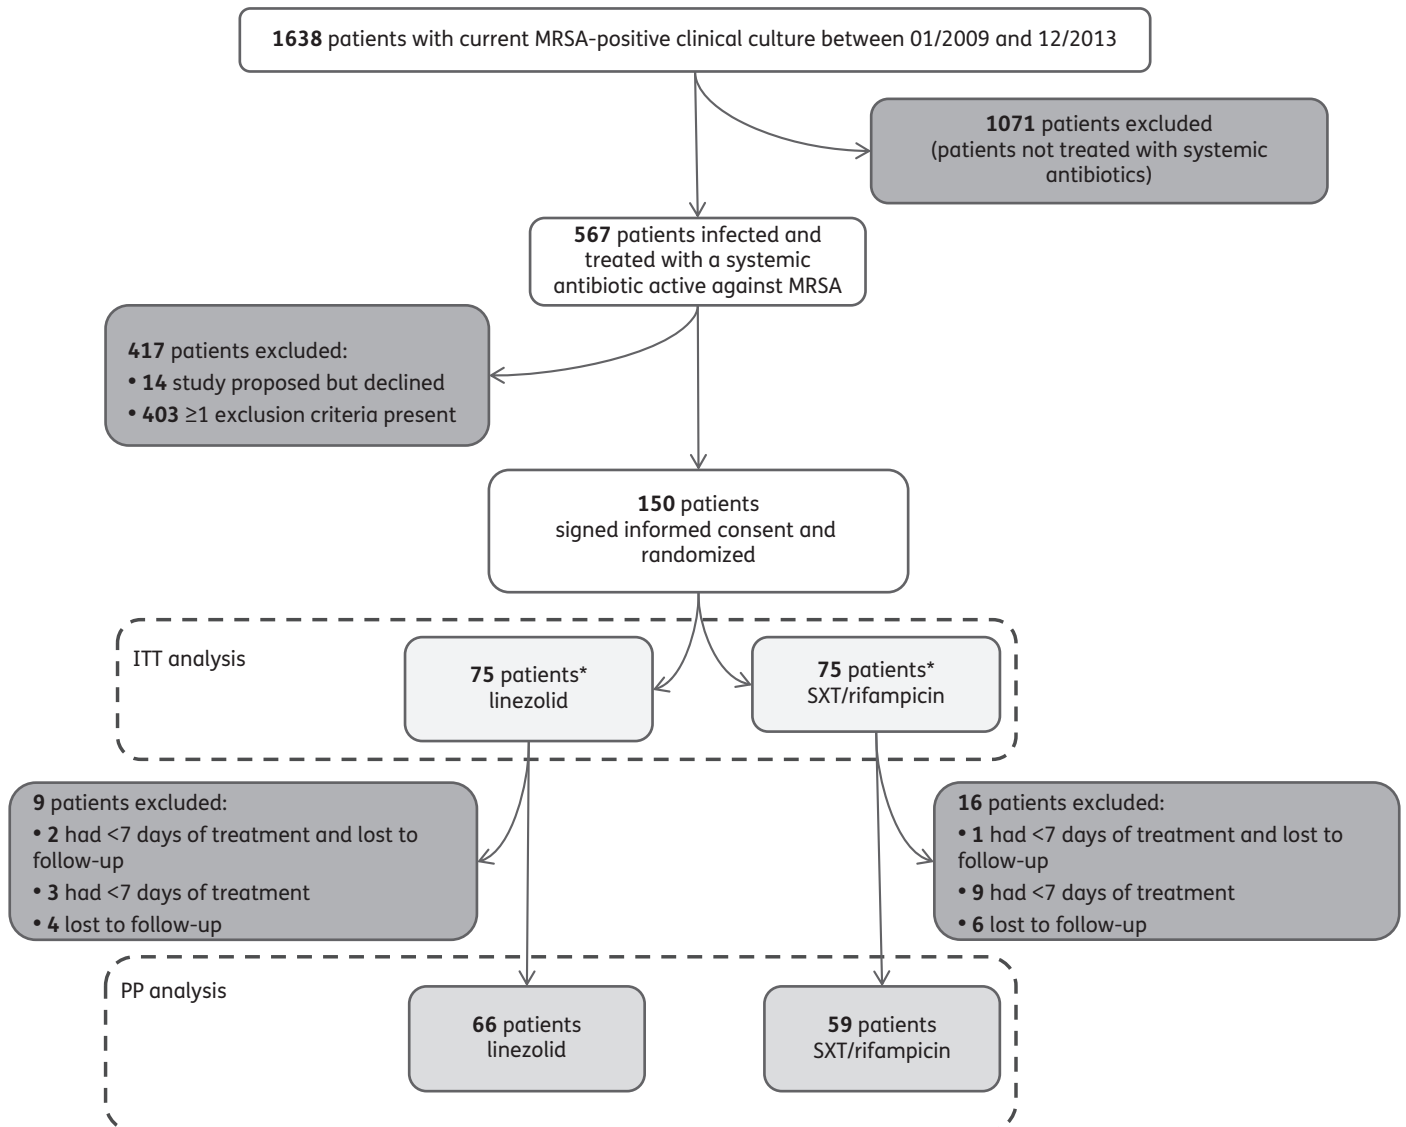 1638 patients with current MRSA-positive clinical culture between 01/2009 and 12/2013
1071 patients excluded
(patients not treated with systemic
antibiotics)
567 patients infected and
treated with a systemic
antibiotic active against MRSA
417 patients excluded:
• 14 study proposed but declined
• 403 ≥1 exclusion criteria present
150 patients
signed informed consent and
randomized
ITT analysis
75 patients*
linezolid
75 patients*
SXT/rifampicin
9 patients excluded:
• 2 had <7 days of treatment and lost to
follow-up
• 3 had <7 days of treatment
• 4 lost to follow-up
16 patients excluded:
• 1 had <7 days of treatment and lost to
follow-up
• 9 had <7 days of treatment
• 6 lost to follow-up
PP analysis
66 patients
linezolid
59 patients
SXT/rifampicin